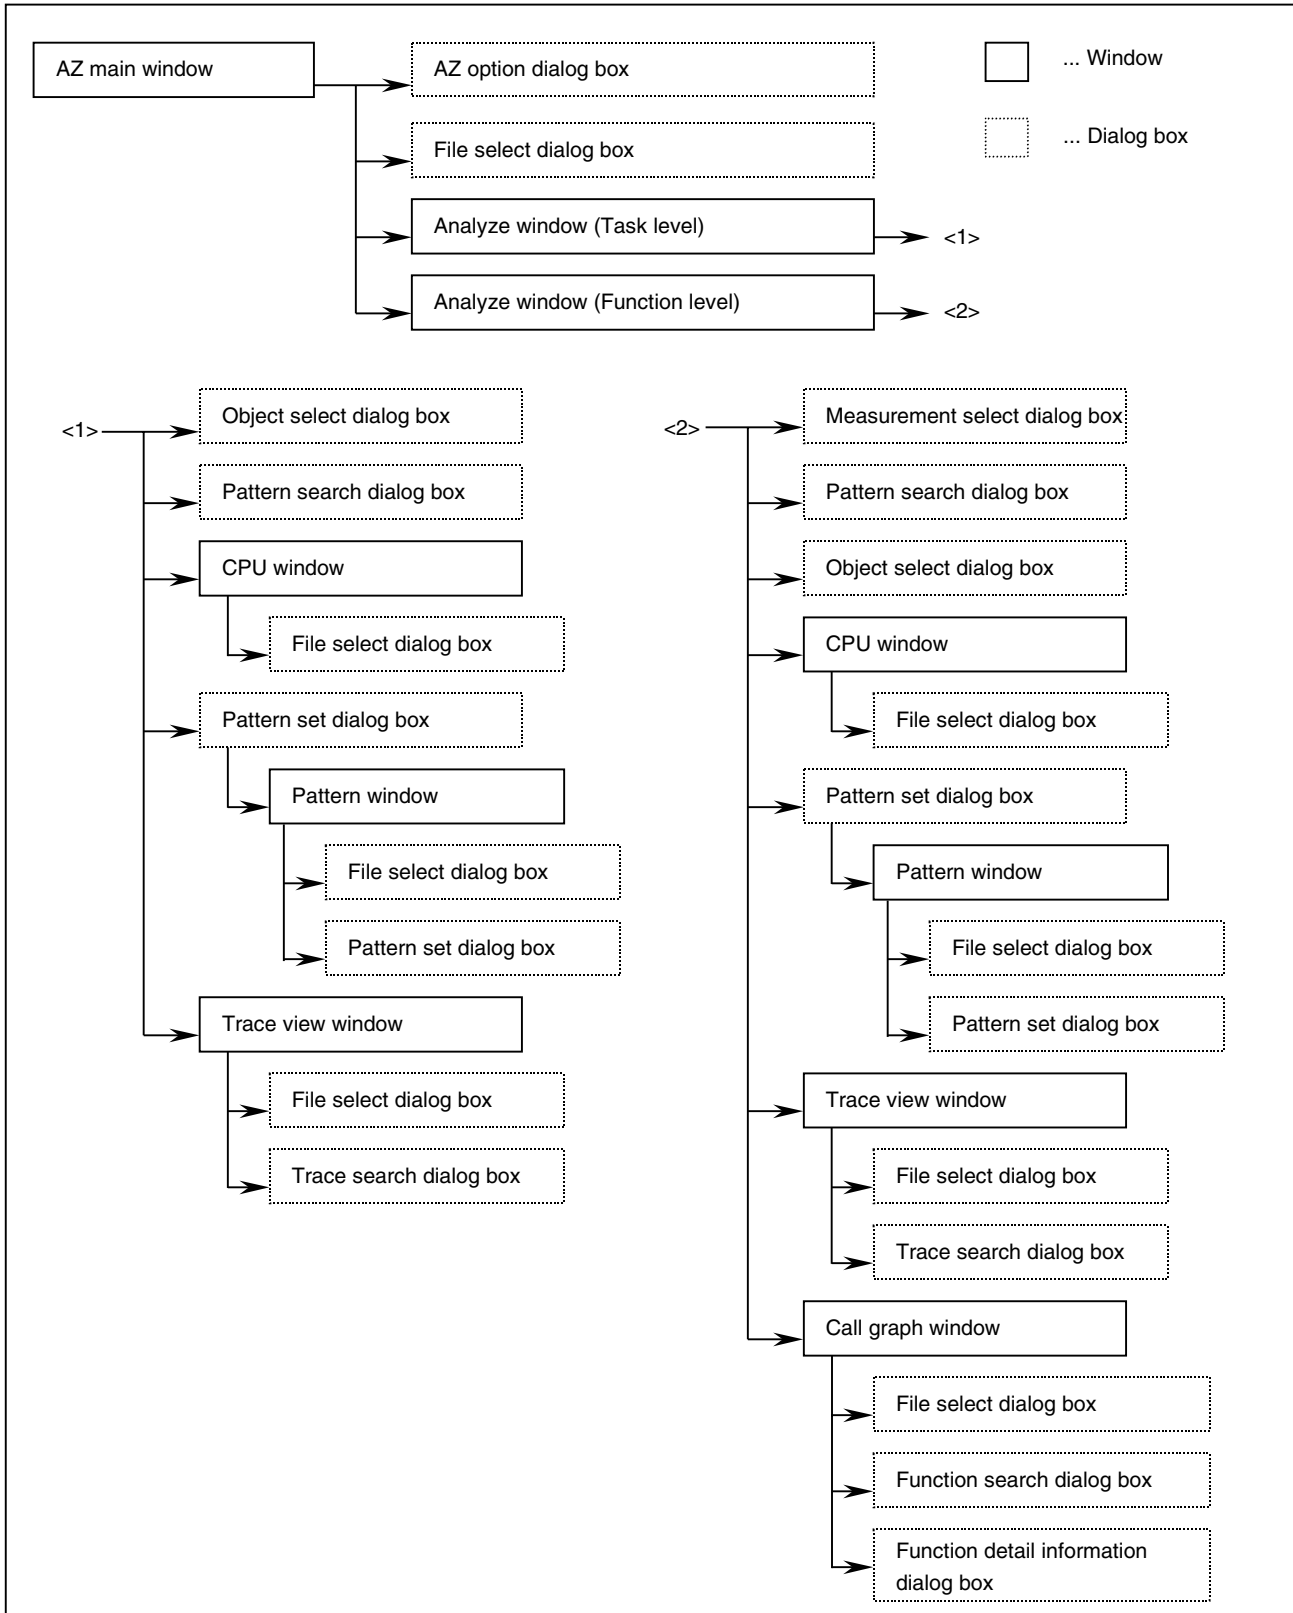 AZ main window
AZ option dialog box
... Window
File select dialog box
... Dialog box
Analyze window (Task level)
<1>
Analyze window (Function level)
<2>
<1>
Object select dialog box
Pattern search dialog box
CPU window
File select dialog box
Pattern set dialog box
Pattern window
File select dialog box
Pattern set dialog box
Trace view window
File select dialog box
Trace search dialog box
<2>
Measurement select dialog box
Pattern search dialog box
Object select dialog box
CPU window
File select dialog box
Pattern set dialog box
Pattern window
File select dialog box
Pattern set dialog box
Trace view window
File select dialog box
Trace search dialog box
Call graph window
File select dialog box
Function search dialog box
Function detail information
dialog box